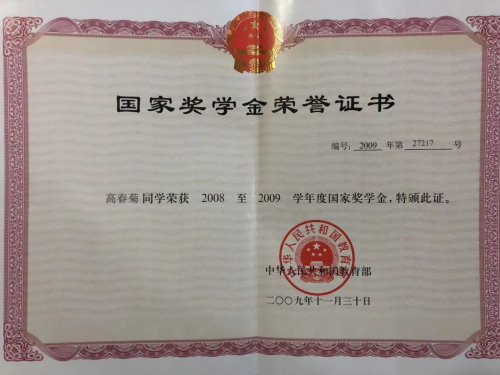 国家奖学金荣誉证书
编号: 2009 年第 27217 号
高春菊同学荣获 2008 至 2009 学年度国家奖学金,特颁此证。
中华人民共和国教育部
中华人民共和国教育部
二〇〇九年十一月三十日